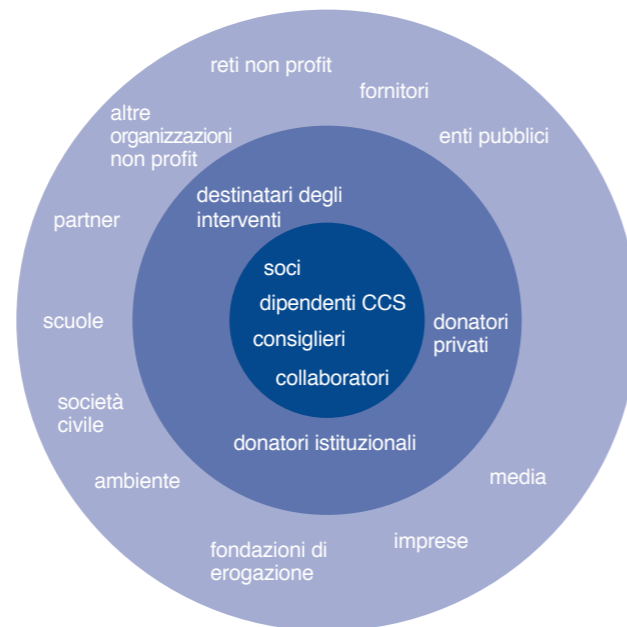 reti non profit
fornitori
altre
organizzazioni
non profit
enti pubblici
destinatari degli
interventi
partner
soci
dipendenti CCS
consiglieri
collaboratori
scuole
donatori
privati
società
civile
donatori istituzionali
ambiente
media
imprese
fondazioni di
erogazione